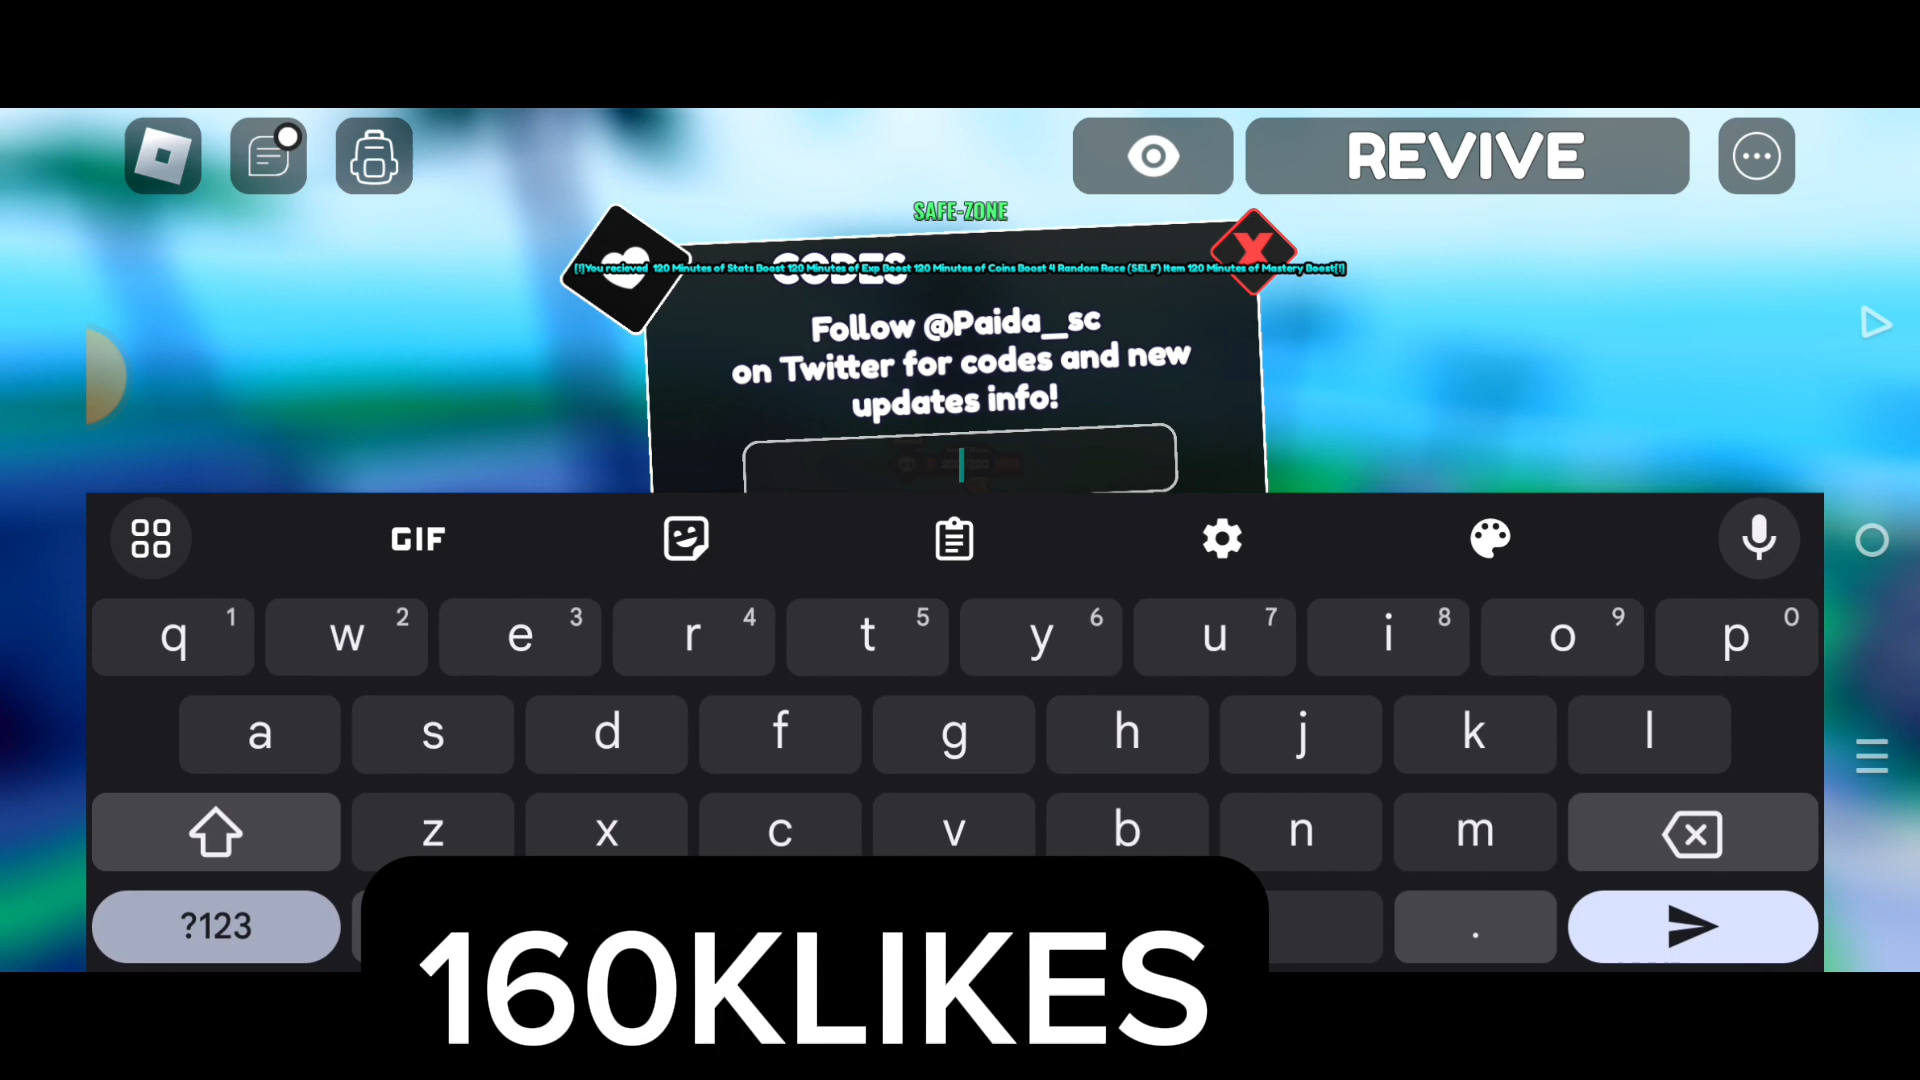 REVIVE
SAFE-ZONE
CODES
[!]You recieved 120 Minutes of Stats Boost 120 Minutes of Exp Boost 120 Minutes of Coins Boost 4 Random Race (SELF) Item 120 Minutes of Mastery Boost[!]
Follow @Paida_sc
on Twitter for codes and new
updates info!
GIF
q 1 w 2 e 3 r 4 t 5 y 6 u 7 i 8 o 9 p 0
a s d f g h j k l
z x c v b n m
?123 .
160KLIKES